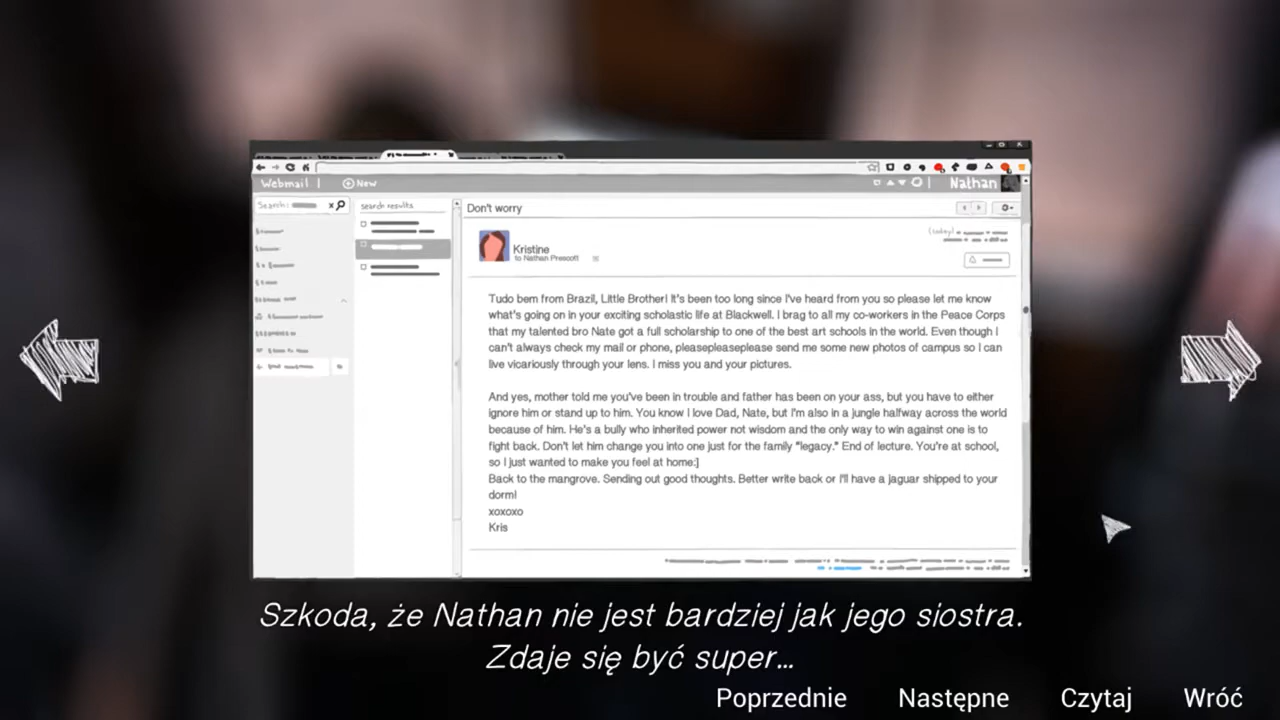 Webmail |
New
Nathan
Search:
x
search results
Don't worry
(today)
Kristine
to Nathan Prescott
Tudo bem from Brazil, Little Brother! It's been too long since I've heard from you so please let me know
what's going on in your exciting scholastic life at Blackwell. I brag to all my co-workers in the Peace Corps
that my talented bro Nate got a full scholarship to one of the best art schools in the world. Even though I
can't always check my mail or phone, pleasepleaseplease send me some new photos of campus so I can
live vicariously through your lens. I miss you and your pictures.
And yes, mother told me you've been in trouble and father has been on your ass, but you have to either
ignore him or stand up to him. You know I love Dad, Nate, but I'm also in a jungle halfway across the world
because of him. He's a bully who inherited power not wisdom and the only way to win against one is to
fight back. Don't let him change you into one just for the family "legacy." End of lecture. You're at school,
so I just wanted to make you feel at home:]
Back to the mangrove. Sending out good thoughts. Better write back or I'll have a jaguar shipped to your
dorm!
xoxoxo
Kris
Szkoda, że Nathan nie jest bardziej jak jego siostra.
Zdaje się być super...
Poprzednie Następne Czytaj Wróć